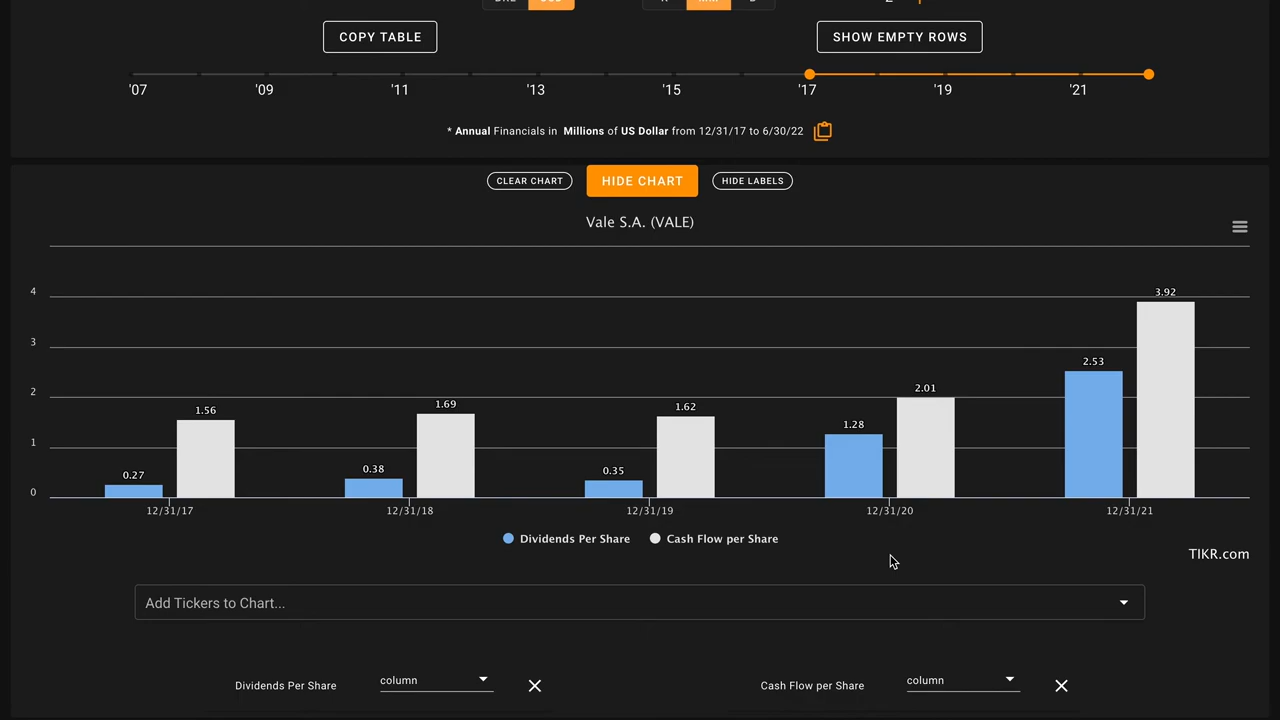 COPY TABLE
SHOW EMPTY ROWS
'07 '09 '11 '13 '15 '17 '19 '21
* Annual Financials in Millions of US Dollar from 12/31/17 to 6/30/22
CLEAR CHART
HIDE CHART
HIDE LABELS
Vale S.A. (VALE)
4
3
2
1
0
0.27
1.56
0.38
1.69
0.35
1.62
1.28
2.01
2.53
3.92
12/31/17 12/31/18 12/31/19 12/31/20 12/31/21
Dividends Per Share Cash Flow per Share
TIKR.com
Add Tickers to Chart...
Dividends Per Share column
Cash Flow per Share column